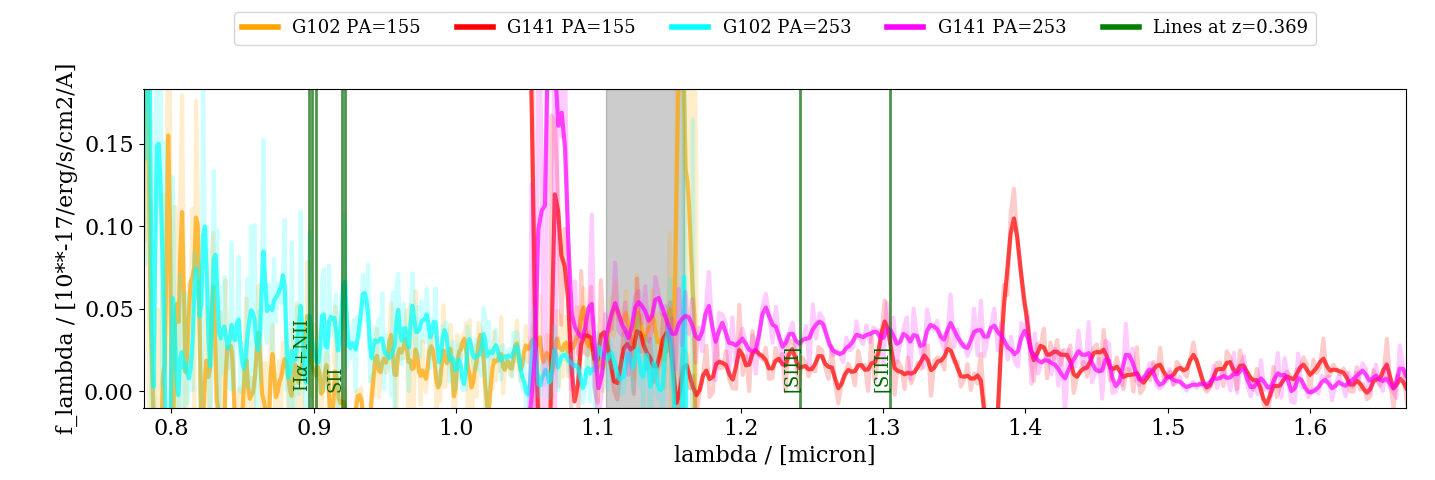 G102 PA=155 G141 PA=155 G102 PA=253 G141 PA=253 Lines at z=0.369
f_lambda / [10**-17/erg/s/cm2/A]
0.15
0.10
0.05
0.00
Hα+NII
SII
[SIII]
[SIII]
0.8 0.9 1.0 1.1 1.2 1.3 1.4 1.5 1.6
lambda / [micron]